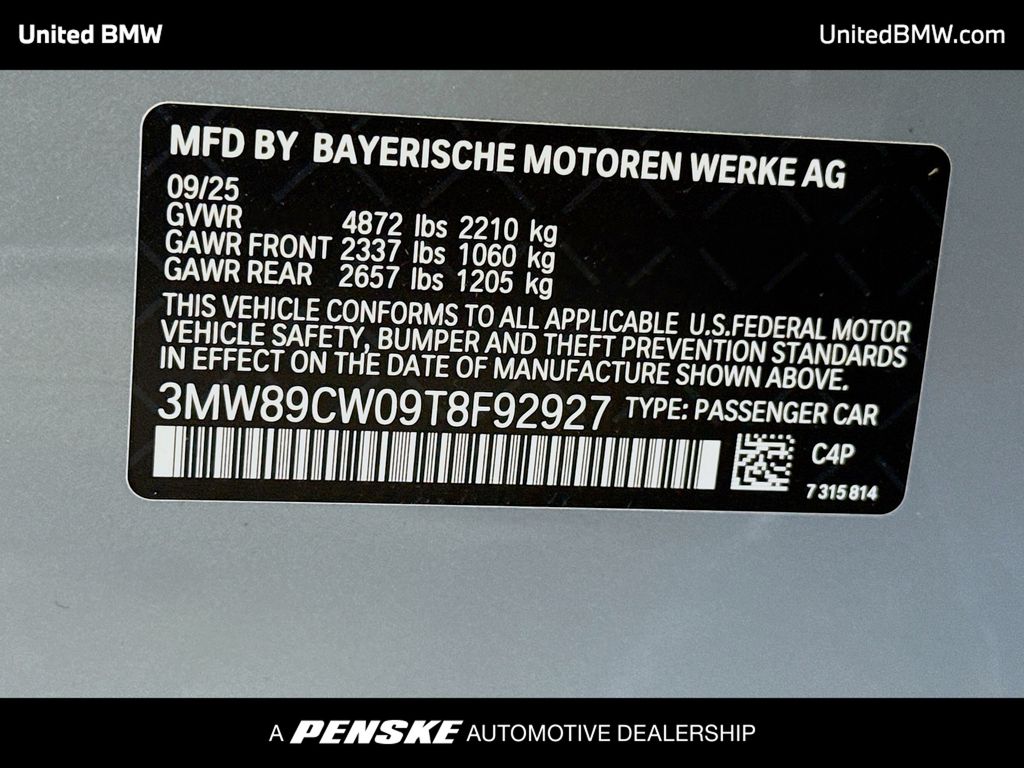 United BMW
UnitedBMW.com
MFD BY BAYERISCHE MOTOREN WERKE AG
09/25
GVWR 4872 lbs 2210 kg
GAWR FRONT 2337 lbs 1060 kg
GAWR REAR 2657 lbs 1205 kg
THIS VEHICLE CONFORMS TO ALL APPLICABLE U.S.FEDERAL MOTOR
VEHICLE SAFETY, BUMPER AND THEFT PREVENTION STANDARDS
IN EFFECT ON THE DATE OF MANUFACTURE SHOWN ABOVE.
3MW89CW09T8F92927 TYPE: PASSENGER CAR
C4P
7315814
A PENSKE AUTOMOTIVE DEALERSHIP